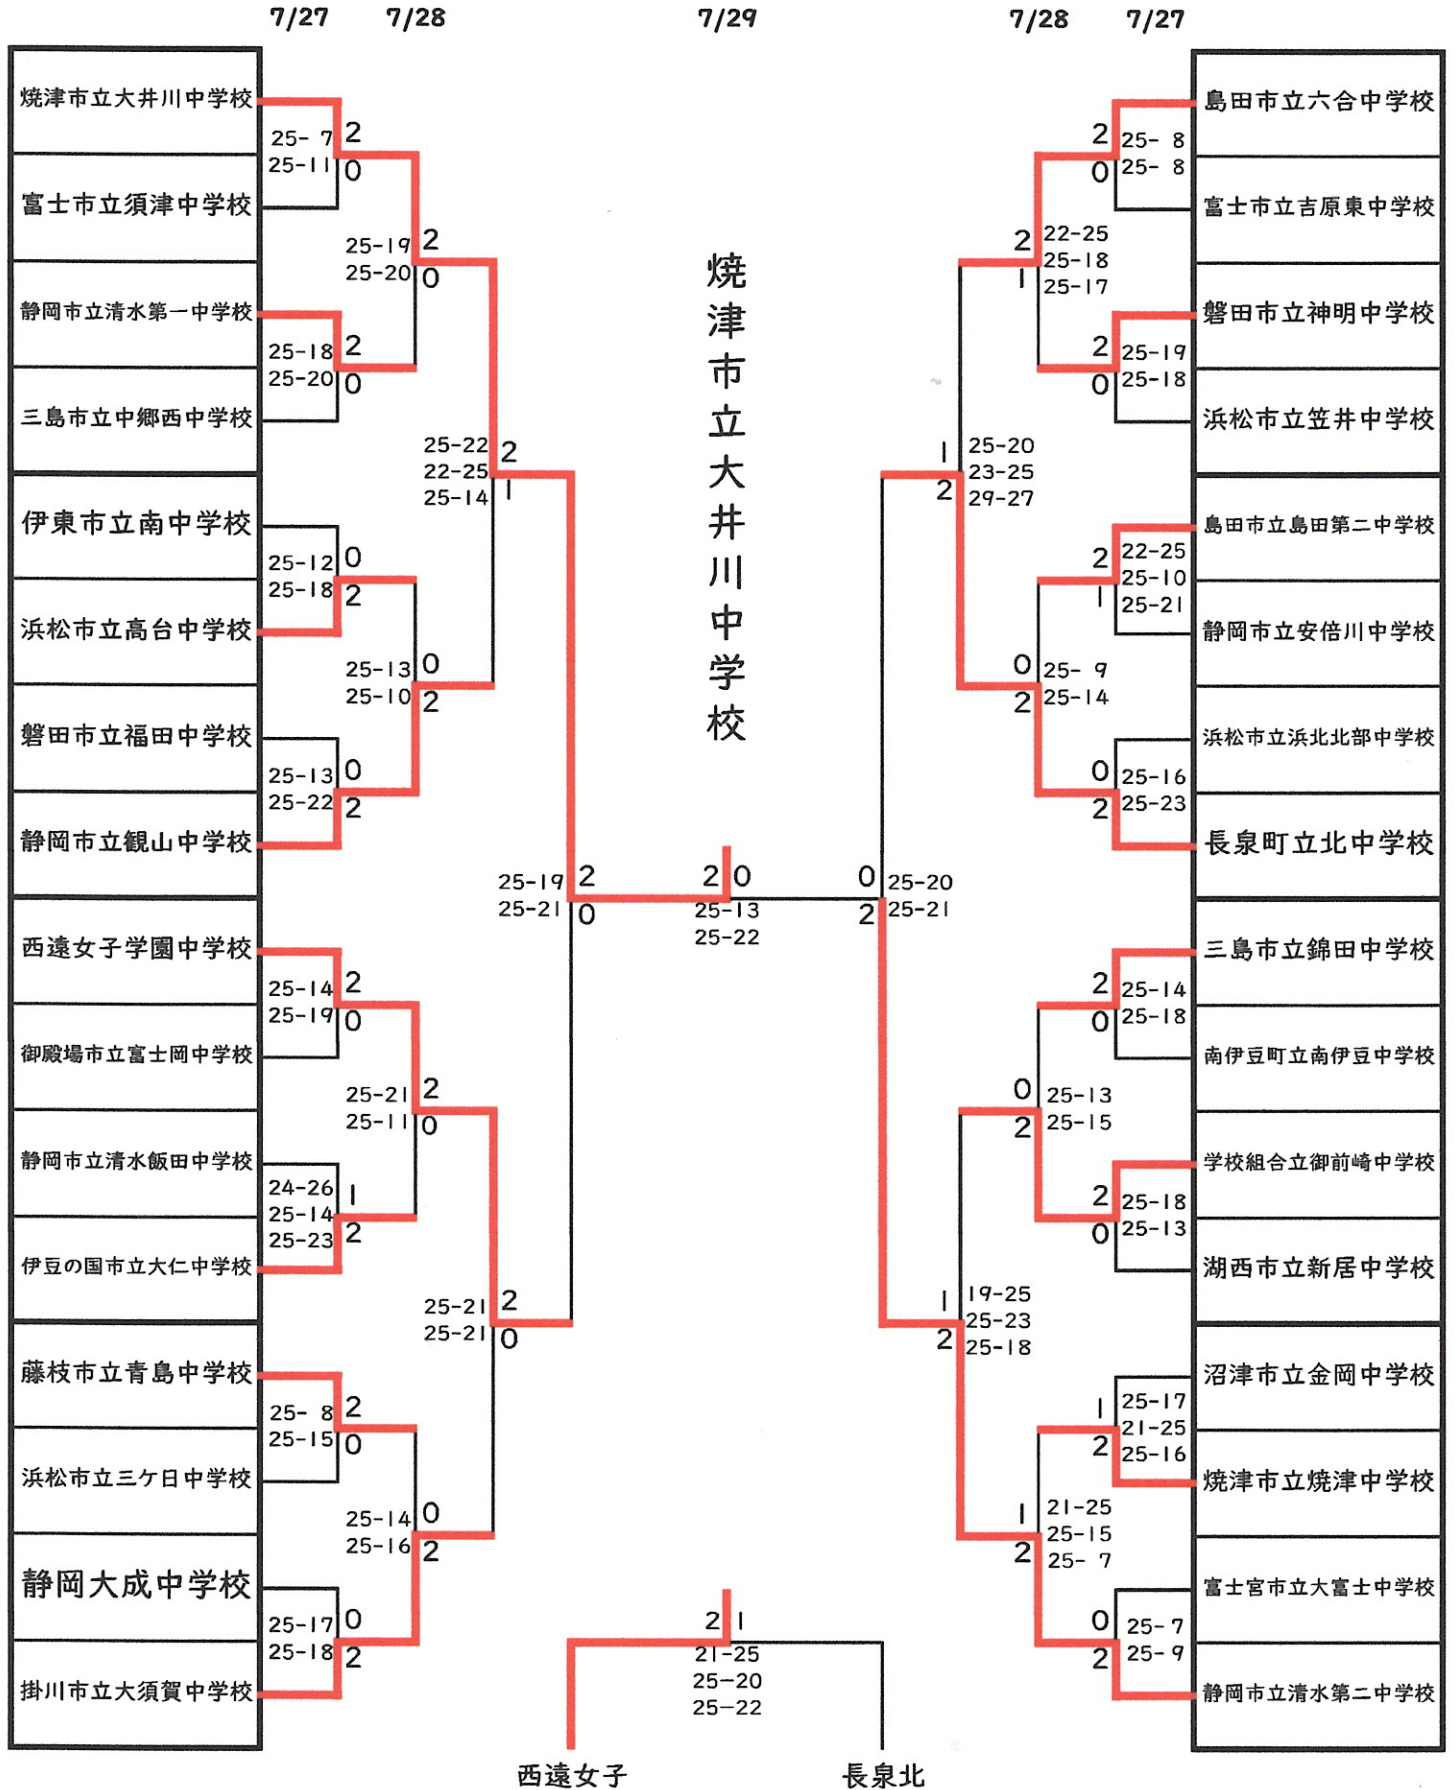 7/27 7/28 7/29 7/28 7/27
焼津市立大井川中学校
25- 7 2
25-11 0
富士市立須津中学校
25-19 2
25-20 0
静岡市立清水第一中学校
25-18 2
25-20 0
三島市立中郷西中学校
25-22 2
22-25
25-14 1
伊東市立南中学校
25-12 0
25-18 2
浜松市立高台中学校
25-13 0
25-10 2
磐田市立福田中学校
25-13 0
25-22 2
静岡市立観山中学校
25-19 2
25-21 0
西遠女子学園中学校
25-14 2
25-19 0
御殿場市立富士岡中学校
25-21 2
25-11 0
静岡市立清水飯田中学校
24-26 1
25-14
25-23 2
伊豆の国市立大仁中学校
25-21 2
25-21 0
藤枝市立青島中学校
25- 8 2
25-15 0
浜松市立三ケ日中学校
25-14 0
25-16 2
静岡大成中学校
25-17 0
25-18 2
掛川市立大須賀中学校
焼津市立大井川中学校
2 0
25-13
25-22
2 1
21-25
25-20
25-22
西遠女子 長泉北
島田市立六合中学校
2 25- 8
0 25- 8
富士市立吉原東中学校
2 22-25
25-18
1 25-17
磐田市立神明中学校
2 25-19
0 25-18
浜松市立笠井中学校
1 25-20
23-25
2 29-27
島田市立島田第二中学校
2 22-25
25-10
1 25-21
静岡市立安倍川中学校
0 25- 9
2 25-14
浜松市立浜北北部中学校
0 25-16
2 25-23
長泉町立北中学校
0 25-20
2 25-21
三島市立錦田中学校
2 25-14
0 25-18
南伊豆町立南伊豆中学校
0 25-13
2 25-15
学校組合立御前崎中学校
2 25-18
0 25-13
湖西市立新居中学校
1 19-25
25-23
2 25-18
沼津市立金岡中学校
1 25-17
21-25
2 25-16
焼津市立焼津中学校
1 21-25
25-15
2 25- 7
富士宮市立大富士中学校
0 25- 7
2 25- 9
静岡市立清水第二中学校